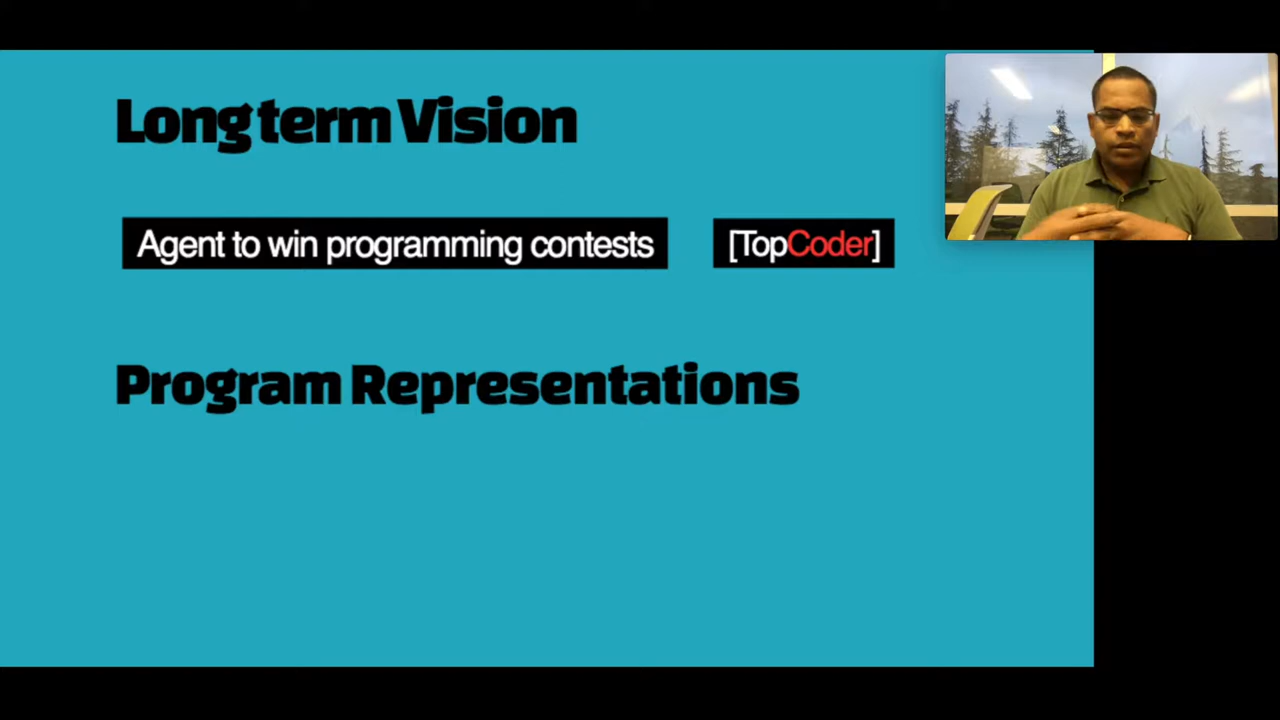 Long term Vision
Agent to win programming contests
[TopCoder]
Program Representations